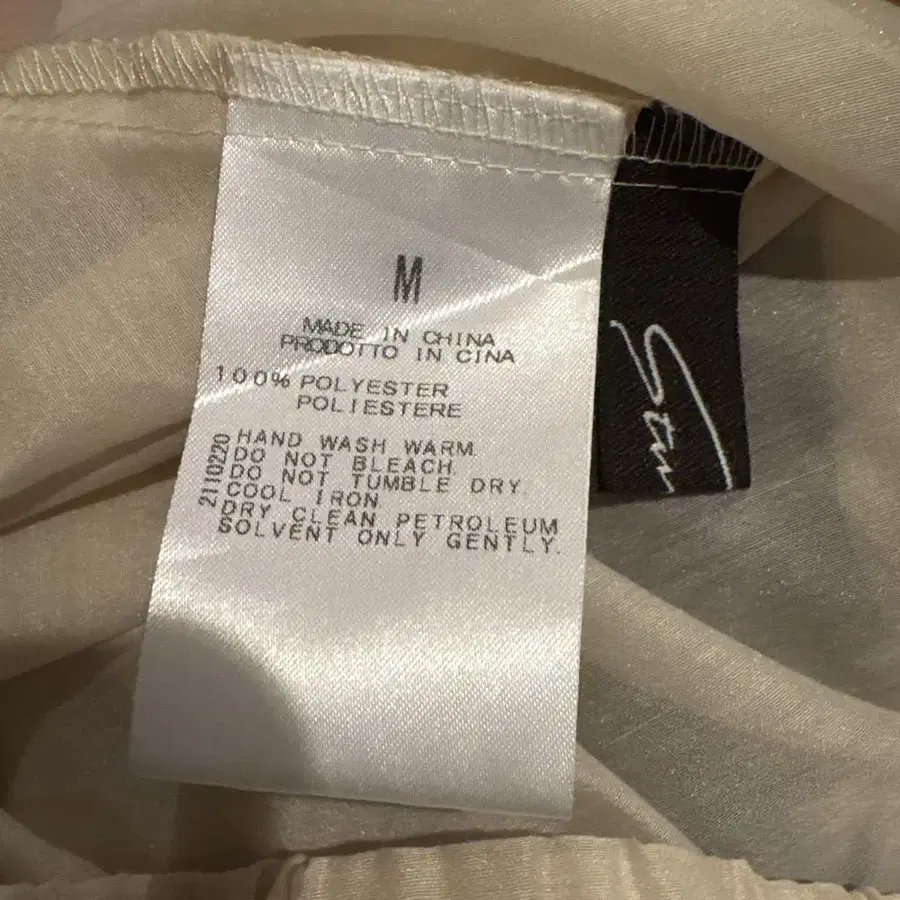 M
MADE IN CHINA
PRODOTTO IN CINA
100% POLYESTER
POLIESTERE
HAND WASH WARM.
DO NOT BLEACH.
DO NOT TUMBLE DRY.
COOL IRON.
DRY CLEAN, PETROLEUM
SOLVENT ONLY GENTLY.
2110220